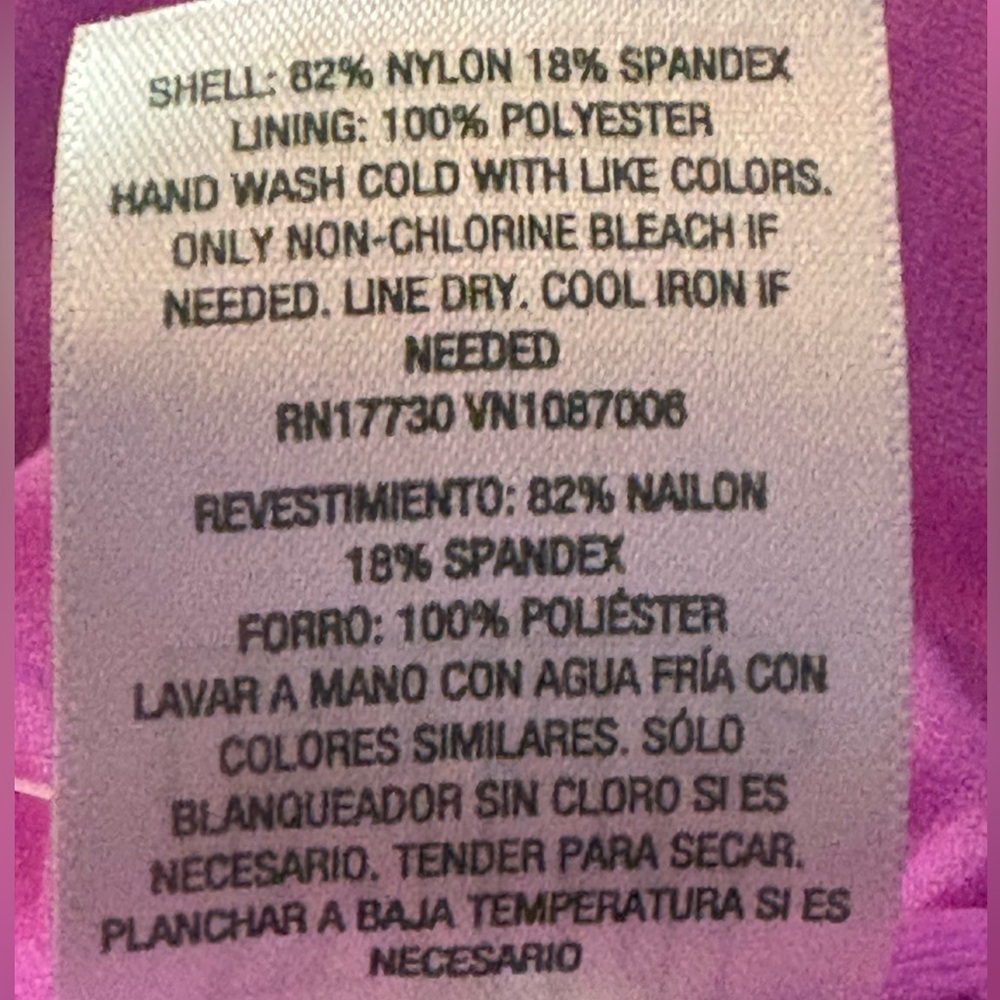 SHELL: 82% NYLON 18% SPANDEX
LINING: 100% POLYESTER
HAND WASH COLD WITH LIKE COLORS.
ONLY NON-CHLORINE BLEACH IF
NEEDED. LINE DRY. COOL IRON IF
NEEDED
RN17730 VN1087006
REVESTIMIENTO: 82% NAILON
18% SPANDEX
FORRO: 100% POLIÉSTER
LAVAR A MANO CON AGUA FRÍA CON
COLORES SIMILARES. SÓLO
BLANQUEADOR SIN CLORO SI ES
NECESARIO. TENDER PARA SECAR.
PLANCHAR A BAJA TEMPERATURA SI ES
NECESARIO